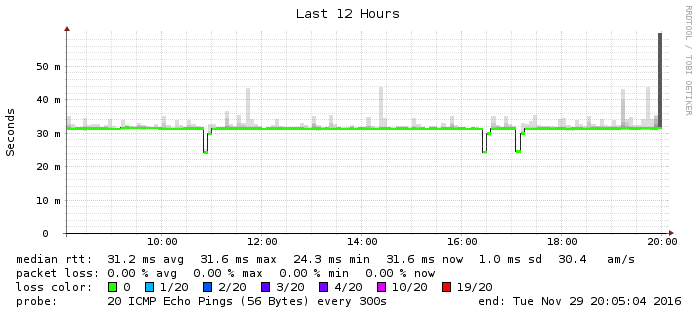 Last 12 Hours
RRDTOOL / TOBI OETIKER
Seconds
50 m
40 m
30 m
20 m
10 m
0
10:00 12:00 14:00 16:00 18:00 20:00
median rtt: 31.2 ms avg 31.6 ms max 24.3 ms min 31.6 ms now 1.0 ms sd 30.4 am/s
packet loss: 0.00 % avg 0.00 % max 0.00 % min 0.00 % now
loss color: 0 1/20 2/20 3/20 4/20 10/20 19/20
probe: 20 ICMP Echo Pings (56 Bytes) every 300s end: Tue Nov 29 20:05:04 2016